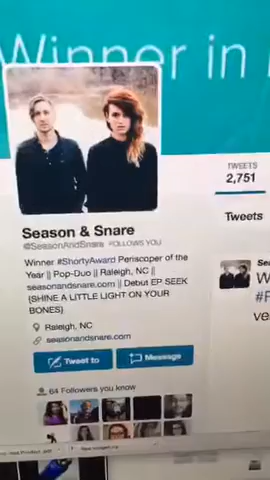 Winner in
Season & Snare
@SeasonAndSnare FOLLOWS YOU
Winner #ShortyAward Periscoper of the
Year || Pop-Duo || Raleigh, NC ||
seasonandsnare.com || Debut EP SEEK
{SHINE A LITTLE LIGHT ON YOUR
BONES}
Raleigh, NC
seasonandsnare.com
Tweet to
Message
64 Followers you know
TWEETS
2,751
Tweets